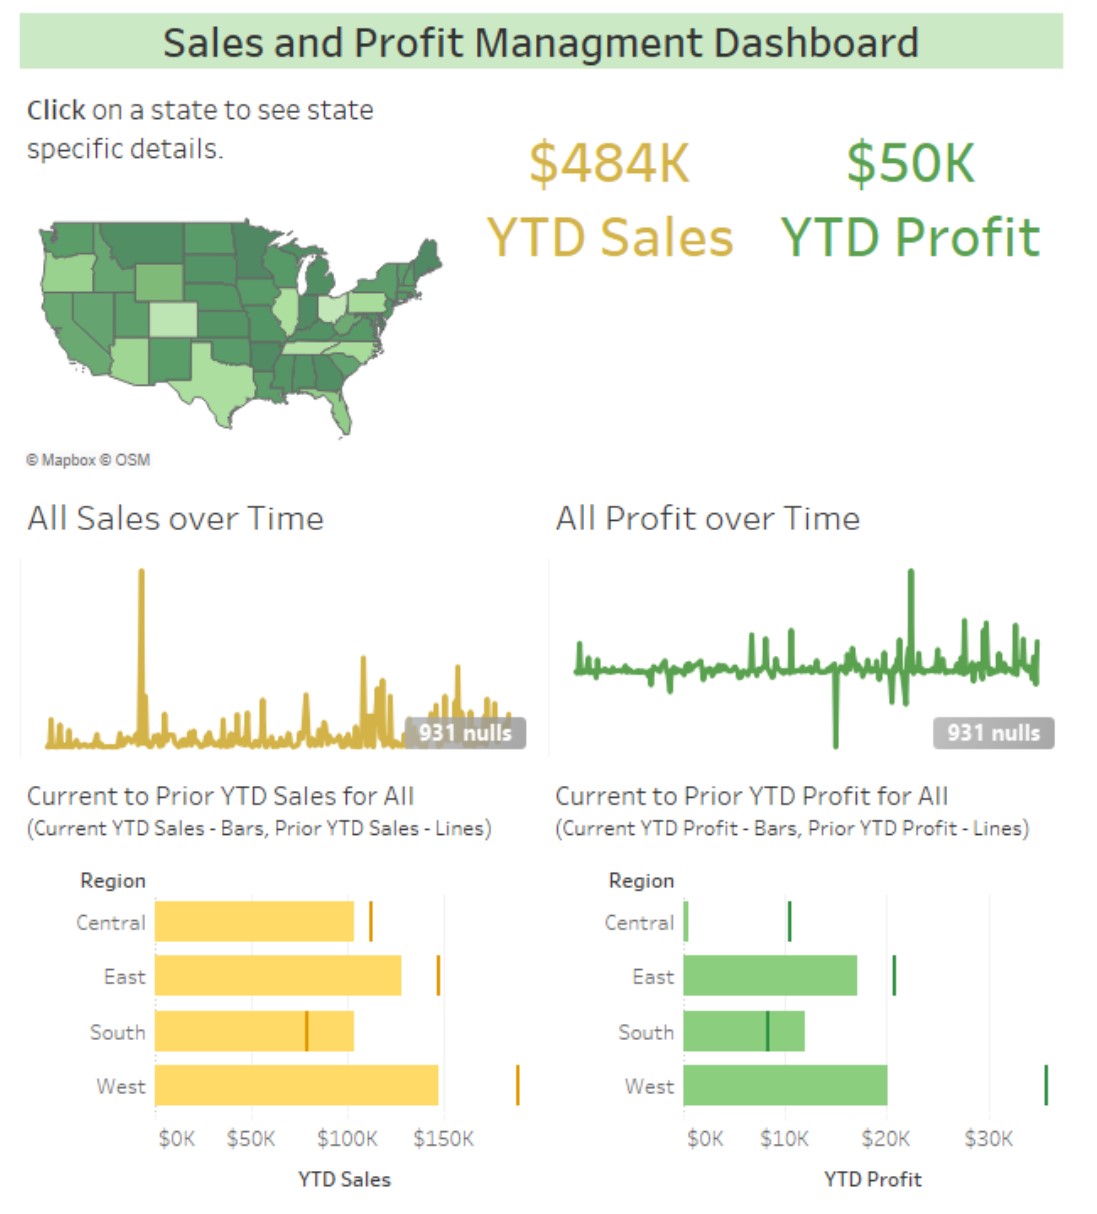 Sales and Profit Managment Dashboard
Click on a state to see state
specific details.
$484K
YTD Sales
$50K
YTD Profit
© Mapbox © OSM
All Sales over Time
931 nulls
All Profit over Time
931 nulls
Current to Prior YTD Sales for All
(Current YTD Sales - Bars, Prior YTD Sales - Lines)
Region
Central
East
South
West
$0K $50K $100K $150K
YTD Sales
Current to Prior YTD Profit for All
(Current YTD Profit - Bars, Prior YTD Profit - Lines)
Region
Central
East
South
West
$0K $10K $20K $30K
YTD Profit